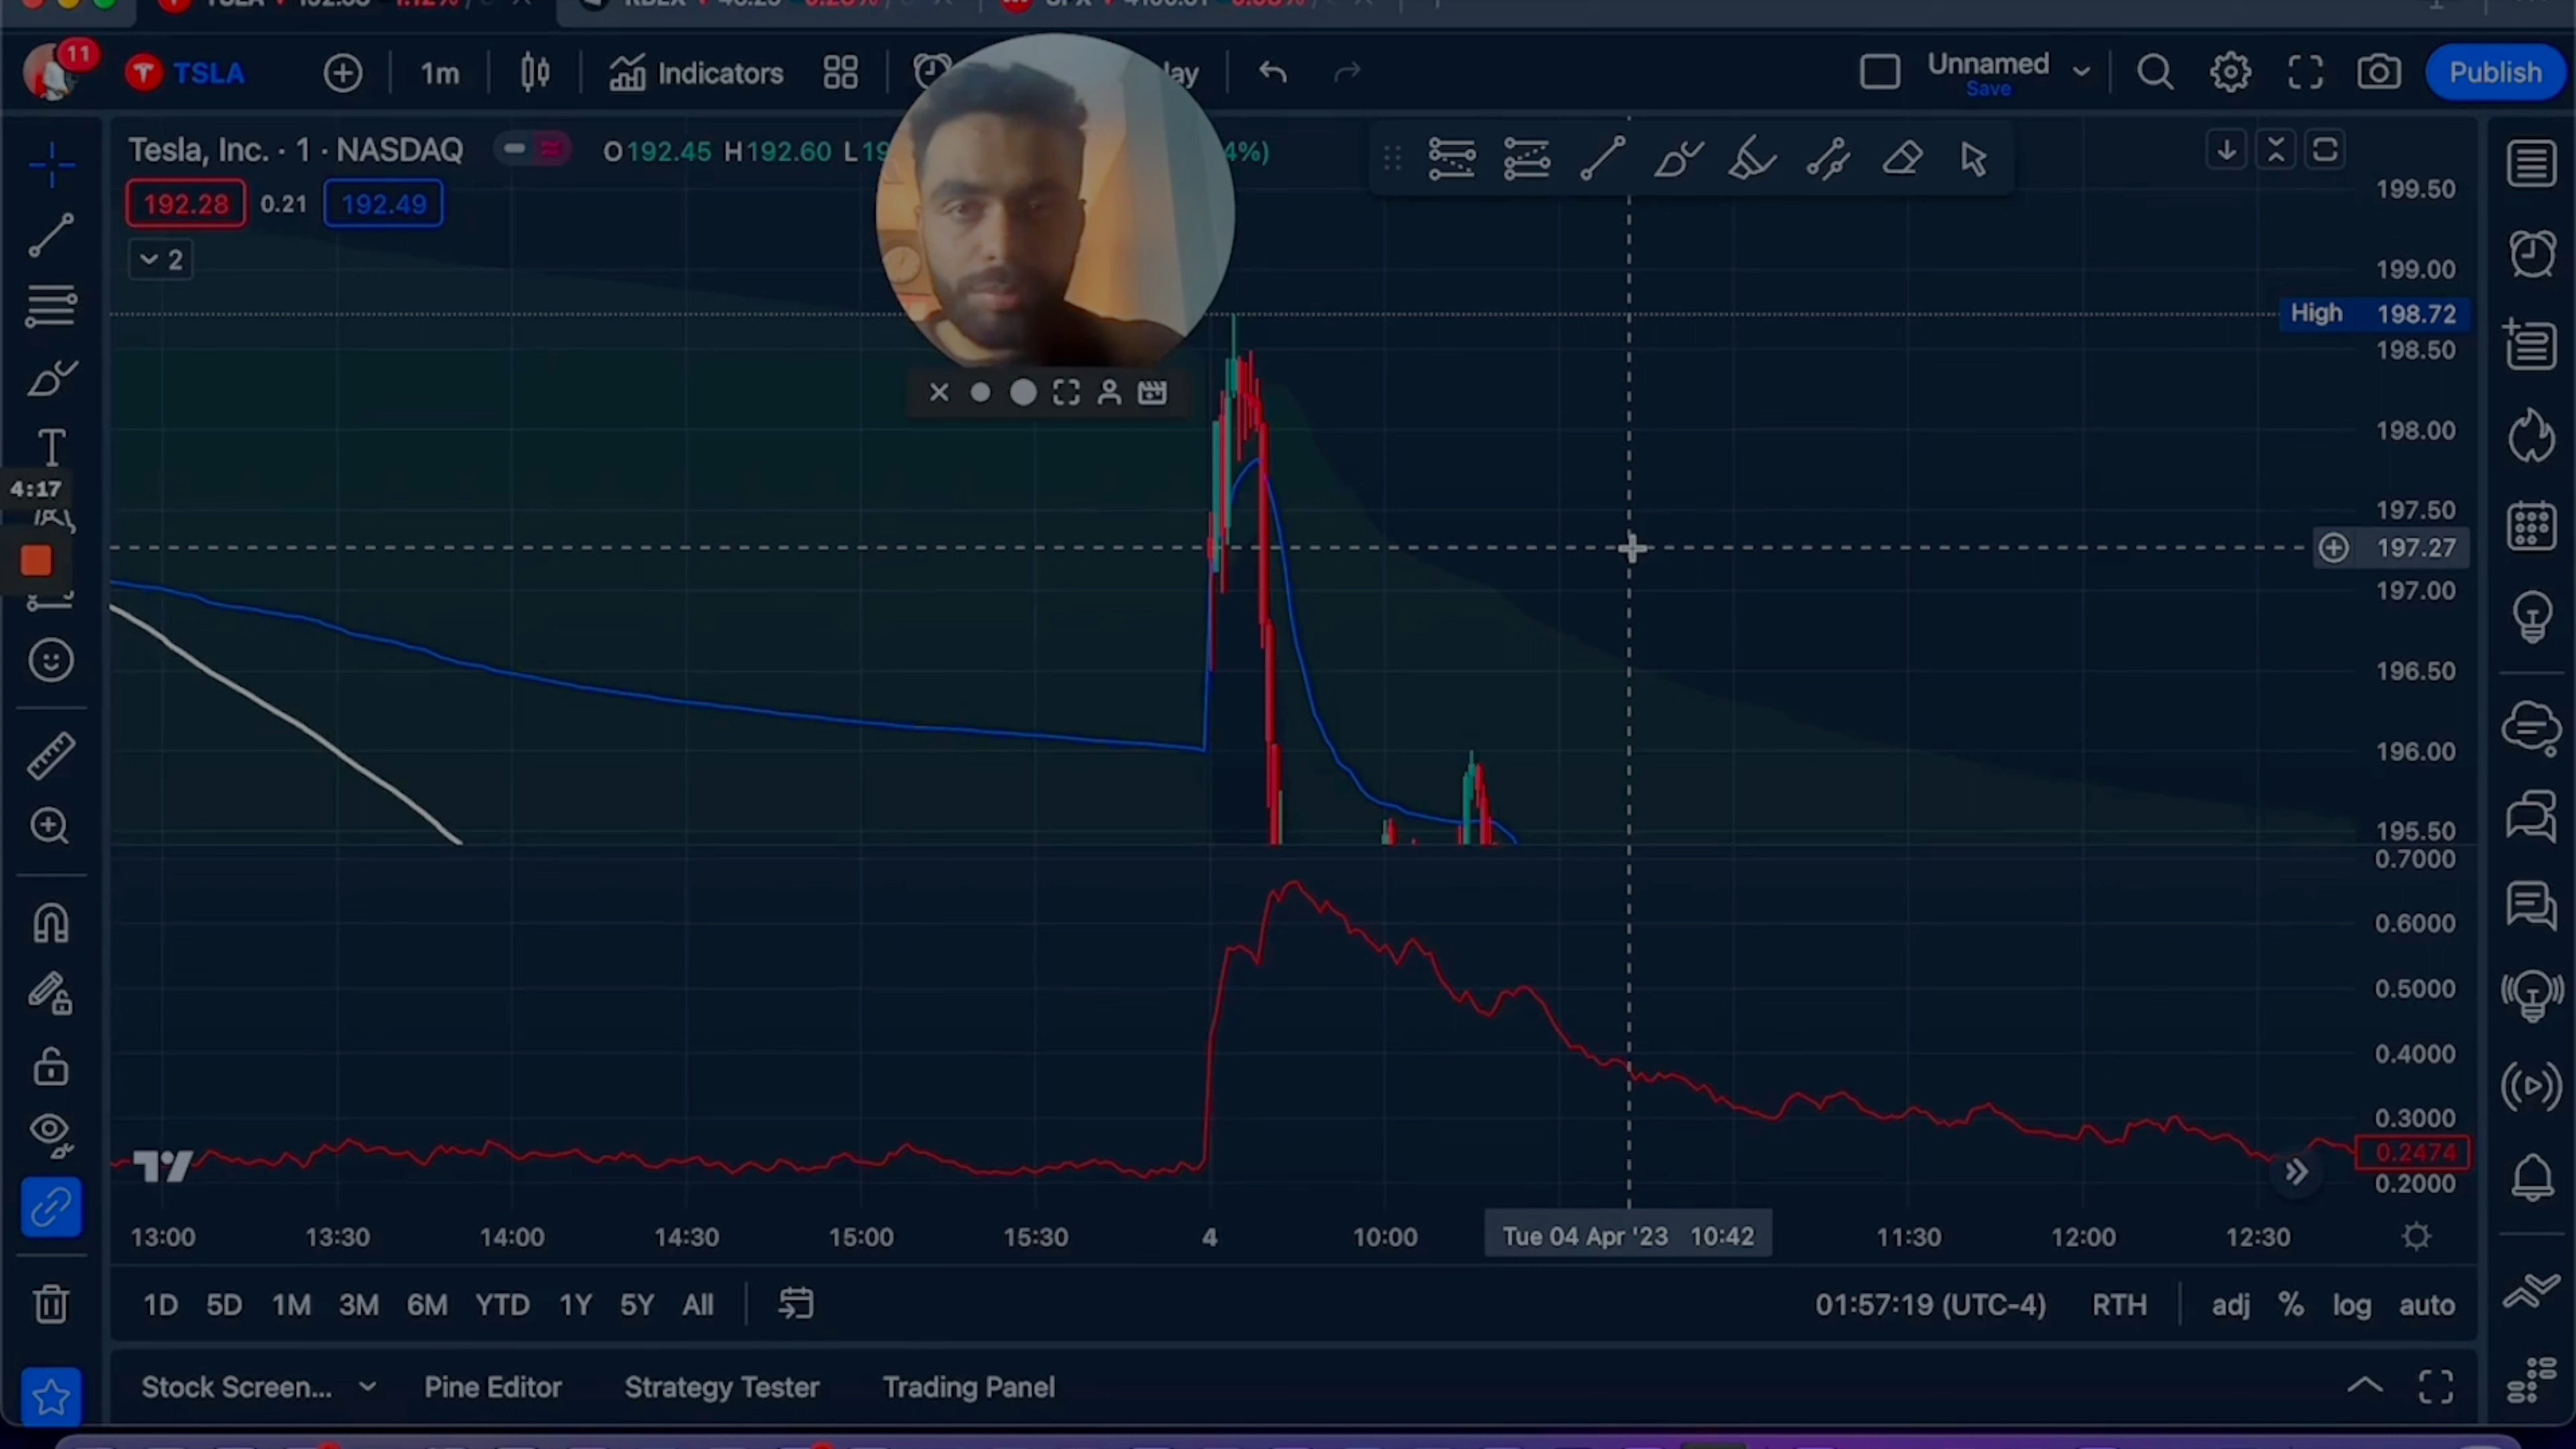 11
TSLA
1m
Indicators
lay
Unnamed
Save
Publish
Tesla, Inc. · 1 · NASDAQ
O192.45 H192.60 L19
4%)
192.28
0.21
192.49
2
199.50
199.00
High 198.72
198.50
198.00
197.50
197.27
197.00
196.50
196.00
195.50
0.7000
0.6000
0.5000
0.4000
0.3000
0.2474
0.2000
4:17
13:00
13:30
14:00
14:30
15:00
15:30
4
10:00
Tue 04 Apr '23 10:42
11:30
12:00
12:30
1D 5D 1M 3M 6M YTD 1Y 5Y All
01:57:19 (UTC-4) RTH adj % log auto
Stock Screen... Pine Editor Strategy Tester Trading Panel